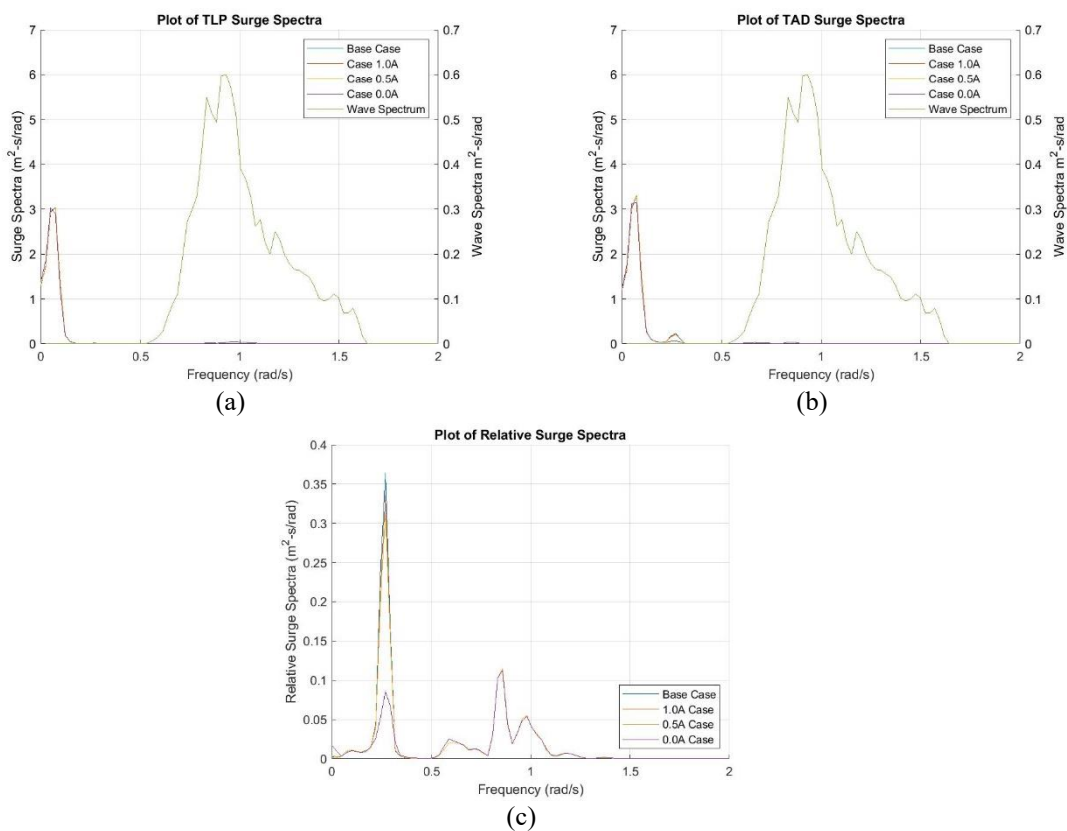 Plot of TLP Surge Spectra
7
6
5
4
3
2
1
0
Surge Spectra (m²-s/rad)
0.7
0.6
0.5
0.4
0.3
0.2
0.1
0
Wave Spectra m²-s/rad
Base Case
Case 1.0A
Case 0.5A
Case 0.0A
Wave Spectrum
0 0.5 1 1.5 2
Frequency (rad/s)
(a)
Plot of TAD Surge Spectra
7
6
5
4
3
2
1
0
Surge Spectra (m²-s/rad)
0.7
0.6
0.5
0.4
0.3
0.2
0.1
0
Wave Spectra m²-s/rad
Base Case
Case 1.0A
Case 0.5A
Case 0.0A
Wave Spectrum
0 0.5 1 1.5 2
Frequency (rad/s)
(b)
Plot of Relative Surge Spectra
0.4
0.35
0.3
0.25
0.2
0.15
0.1
0.05
0
Relative Surge Spectra (m²-s/rad)
Base Case
1.0A Case
0.5A Case
0.0A Case
0 0.5 1 1.5 2
Frequency (rad/s)
(c)